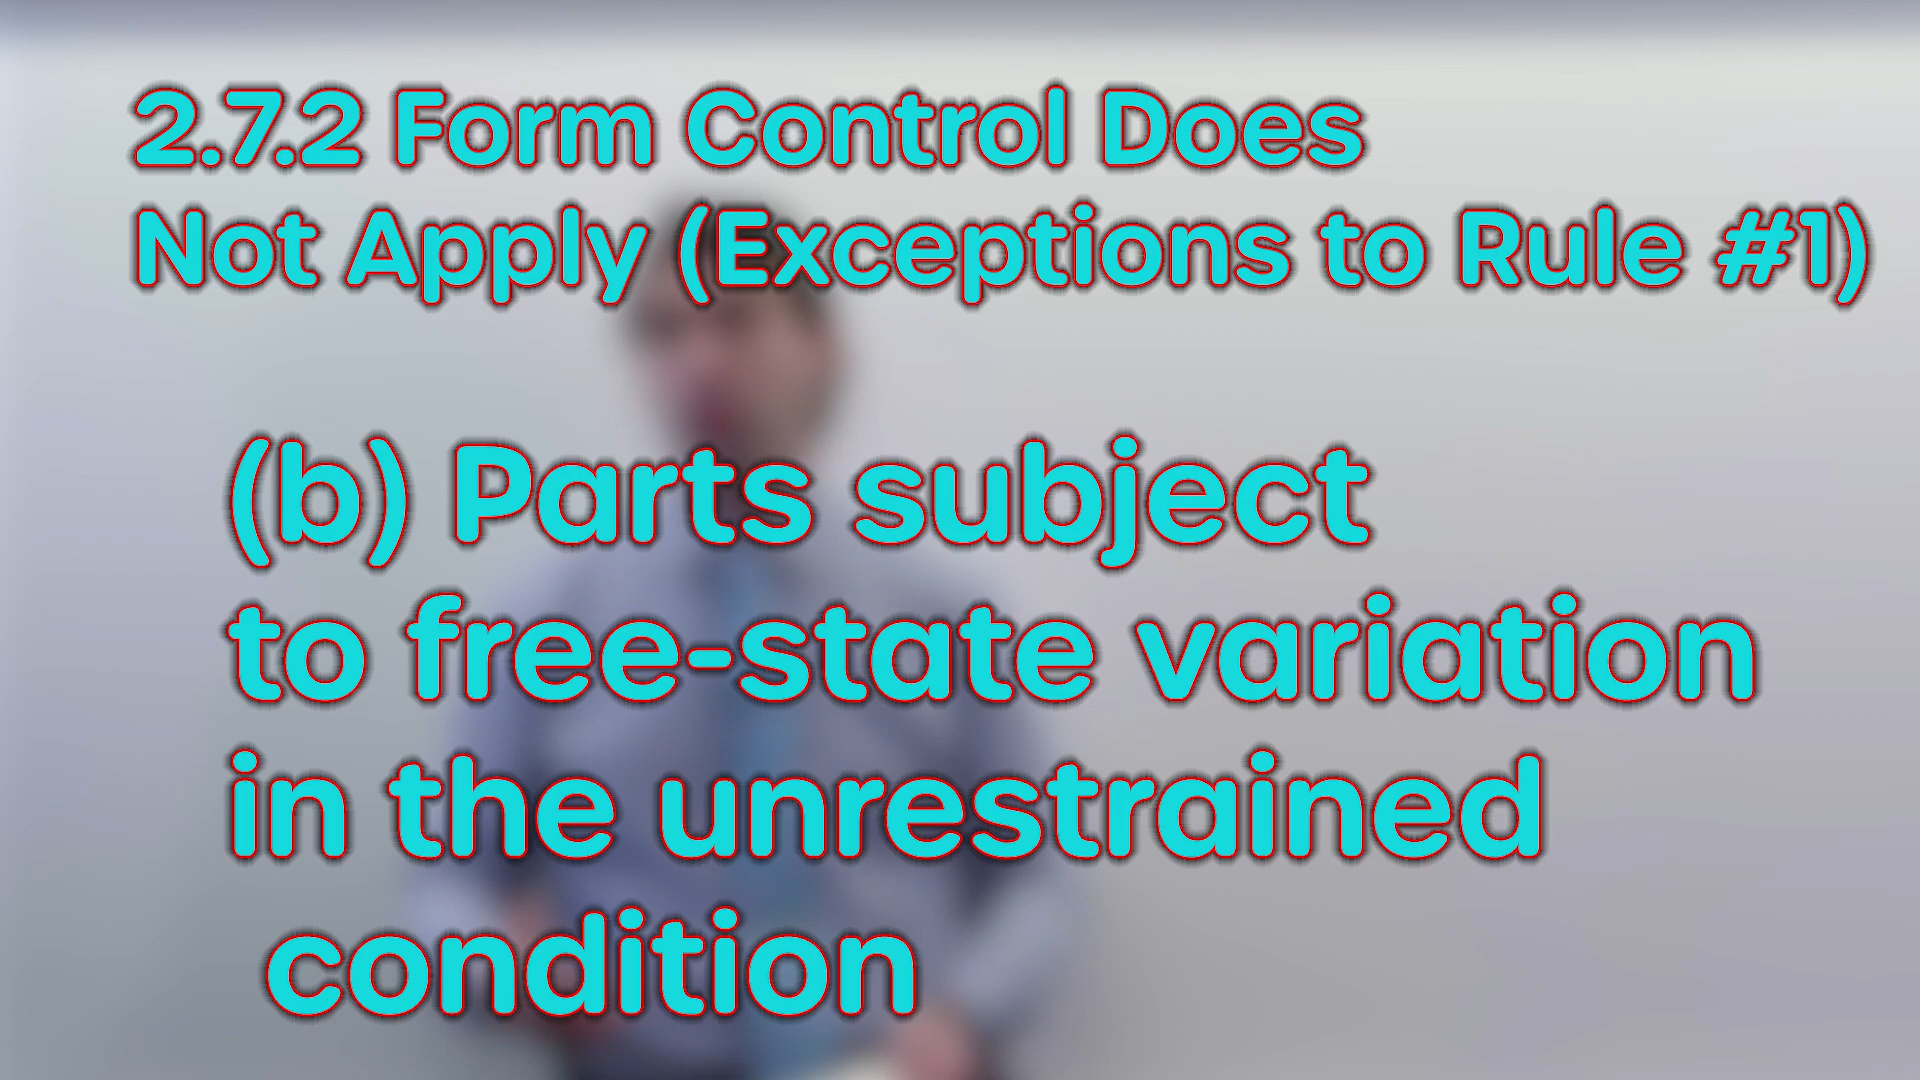 2.7.2 Form Control Does
Not Apply (Exceptions to Rule #1)
(b) Parts subject
to free-state variation
in the unrestrained
condition